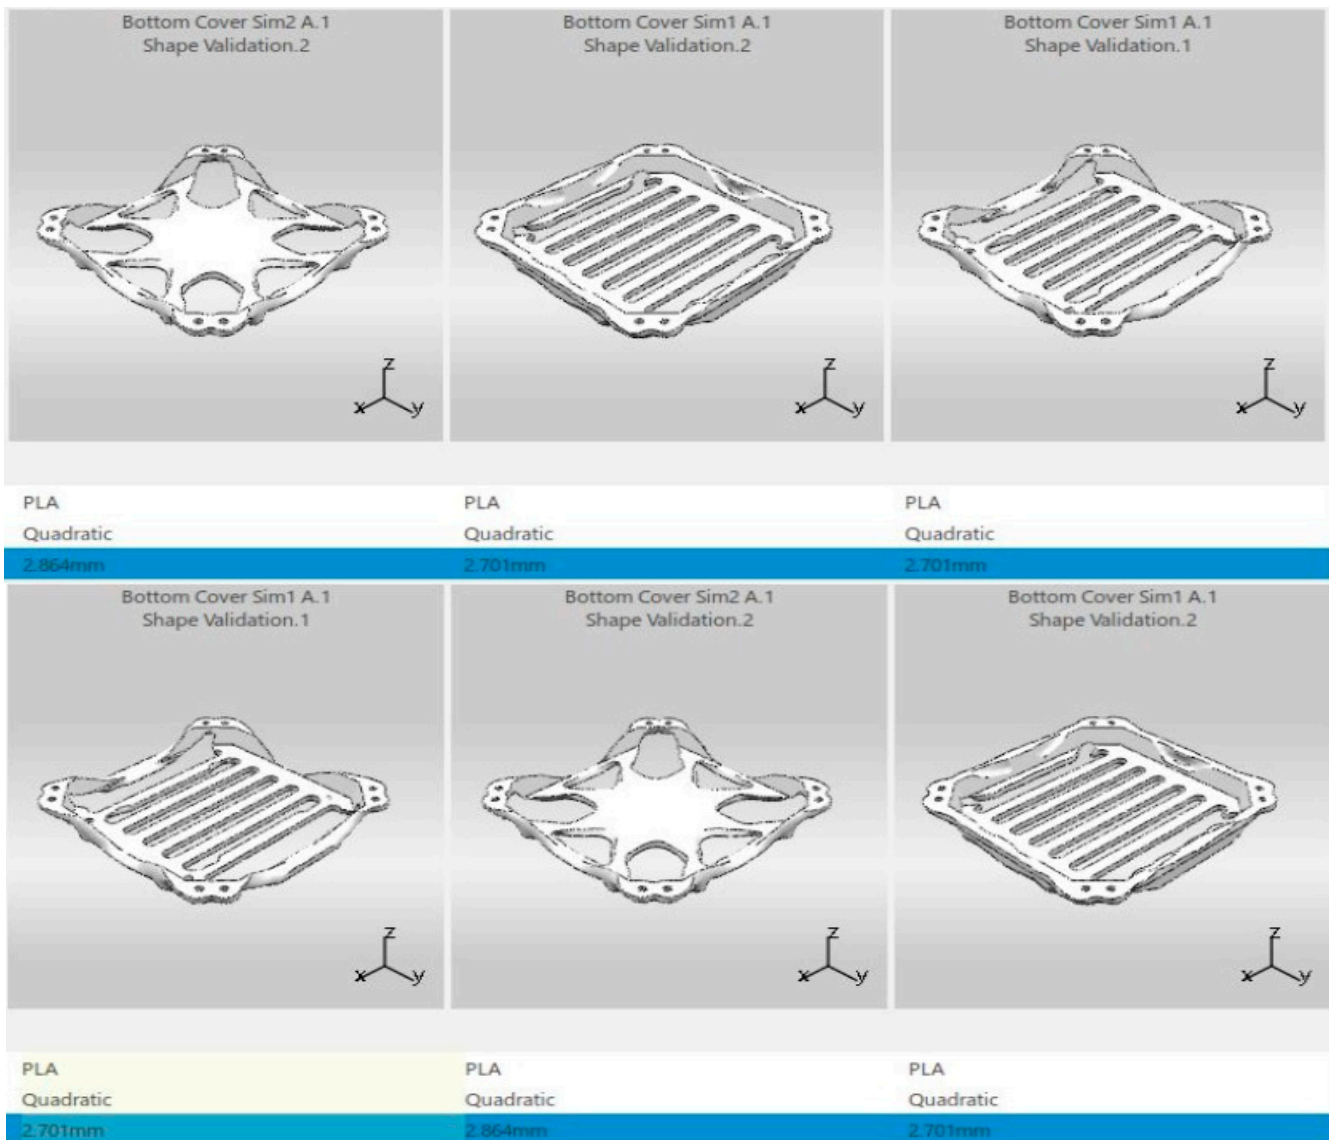 Bottom Cover Sim2 A.1
Shape Validation.2
Bottom Cover Sim1 A.1
Shape Validation.2
Bottom Cover Sim1 A.1
Shape Validation.1
z
x y
z
x y
z
x y
PLA PLA PLA
Quadratic Quadratic Quadratic
2.864mm 2.701mm 2.701mm
Bottom Cover Sim1 A.1
Shape Validation.1
Bottom Cover Sim2 A.1
Shape Validation.2
Bottom Cover Sim1 A.1
Shape Validation.2
z
x y
z
x y
z
x y
PLA PLA PLA
Quadratic Quadratic Quadratic
2.701mm 2.864mm 2.701mm